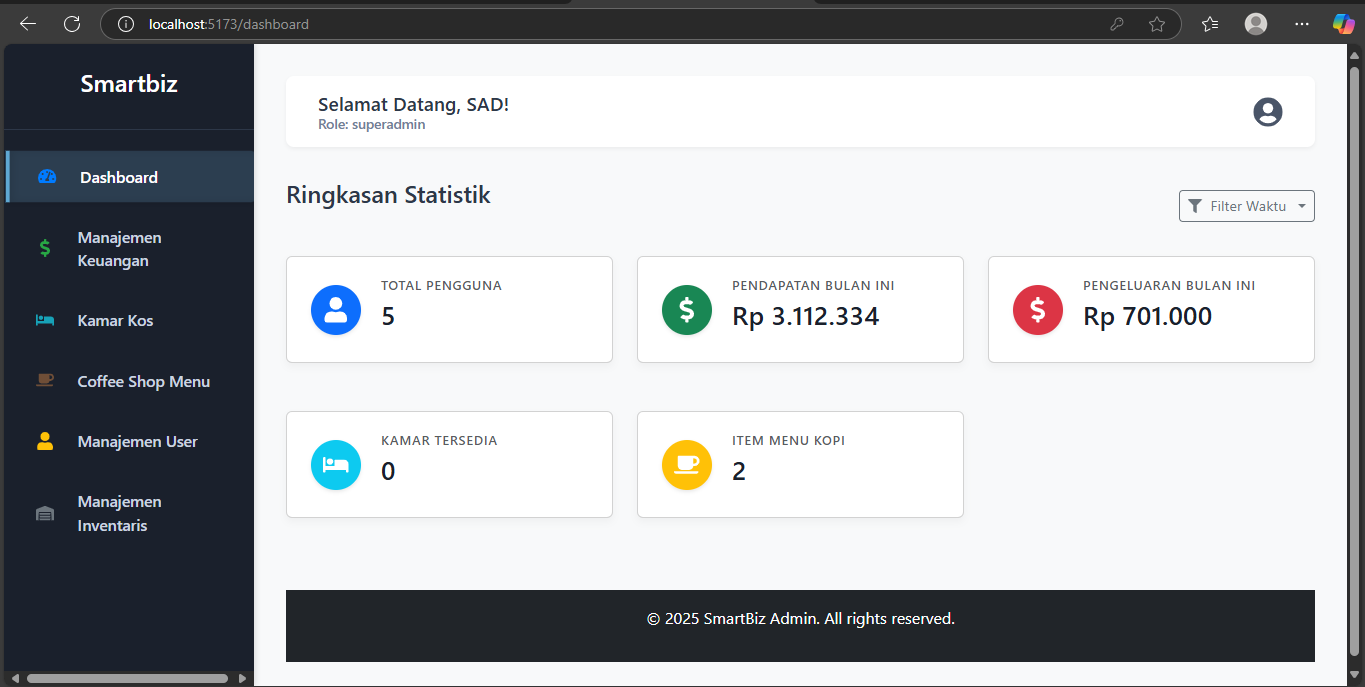 localhost:5173/dashboard
Smartbiz
Dashboard
Manajemen
Keuangan
Kamar Kos
Coffee Shop Menu
Manajemen User
Manajemen
Inventaris
Selamat Datang, SAD!
Role: superadmin
Ringkasan Statistik
Filter Waktu
TOTAL PENGGUNA
5
PENDAPATAN BULAN INI
Rp 3.112.334
PENGELUARAN BULAN INI
Rp 701.000
KAMAR TERSEDIA
0
ITEM MENU KOPI
2
© 2025 SmartBiz Admin. All rights reserved.